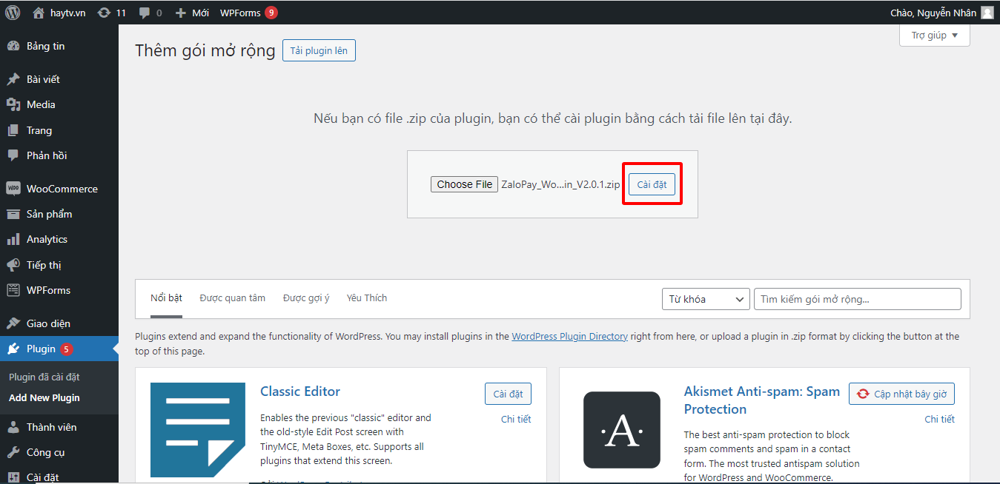 haytv.vn 11 0 Mới WPForms 9 Chào, Nguyễn Nhân
Trợ giúp
Bảng tin
Bài viết
Media
Trang
Phản hồi
WooCommerce
Sản phẩm
Analytics
Tiếp thị
WPForms
Giao diện
Plugin 5
Plugin đã cài đặt
Add New Plugin
Thành viên
Công cụ
Cài đặt
Thêm gói mở rộng Tải plugin lên
Nếu bạn có file .zip của plugin, bạn có thể cài plugin bằng cách tải file lên tại đây.
Choose File ZaloPay_Wo...in_V2.0.1.zip Cài đặt
Nổi bật Được quan tâm Được gợi ý Yêu Thích Từ khóa Tìm kiếm gói mở rộng...
Plugins extend and expand the functionality of WordPress. You may install plugins in the WordPress Plugin Directory right from here, or upload a plugin in .zip format by clicking the button at the
top of this page.
Classic Editor Cài đặt
Chi tiết
Enables the previous "classic" editor and
the old-style Edit Post screen with
TinyMCE, Meta Boxes, etc. Supports all
plugins that extend this screen.
·A·
Akismet Anti-spam: Spam
Protection
Cập nhật bây giờ
Chi tiết
The best anti-spam protection to block
spam comments and spam in a contact
form. The most trusted antispam solution
for WordPress and WooCommerce.